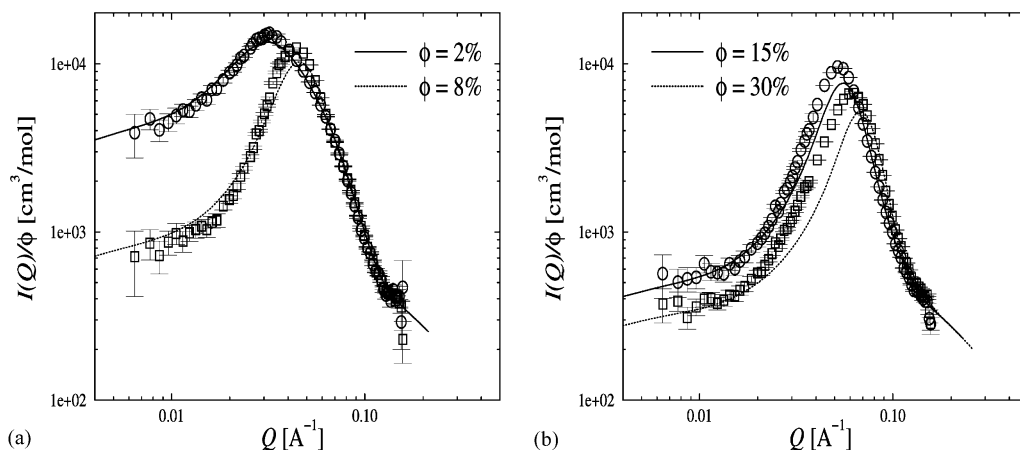 I(Q)/ϕ [cm³/mol]
1e+04
1e+03
1e+02
ϕ = 2%
ϕ = 8%
0.01
0.10
(a)
Q [A⁻¹]
I(Q)/ϕ [cm³/mol]
1e+04
1e+03
1e+02
ϕ = 15%
ϕ = 30%
0.01
0.10
(b)
Q [A⁻¹]